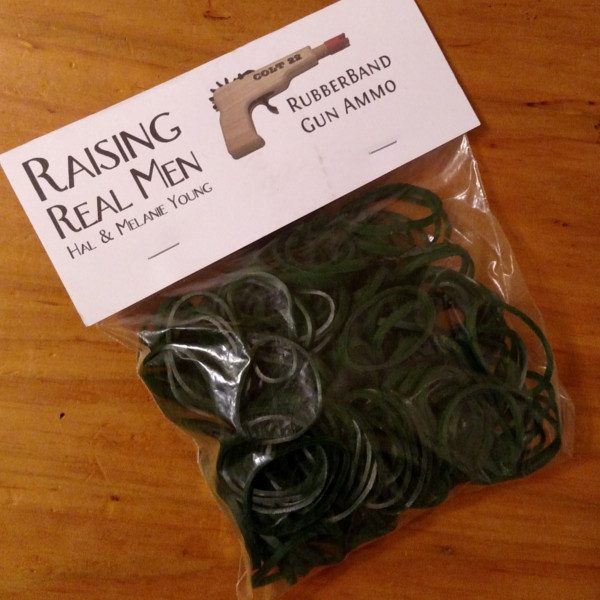 Raising
Real Men
Hal & Melanie Young
COLT 22
RubberBand
Gun Ammo